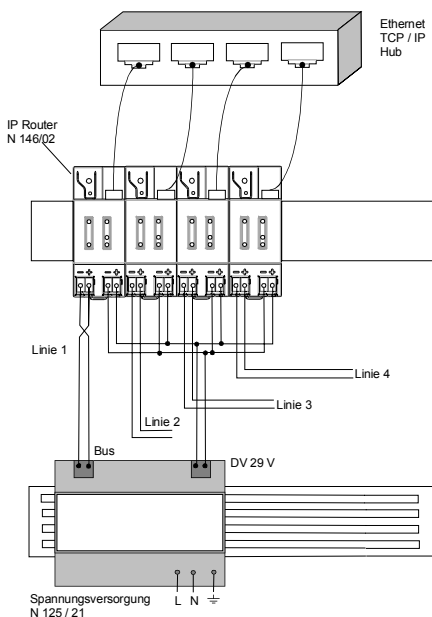 Ethernet
TCP / IP
Hub
IP Router
N 146/02
Linie 1
Linie 4
Linie 3
Linie 2
Bus
DV 29 V
L N
Spannungsversorgung
N 125 / 21